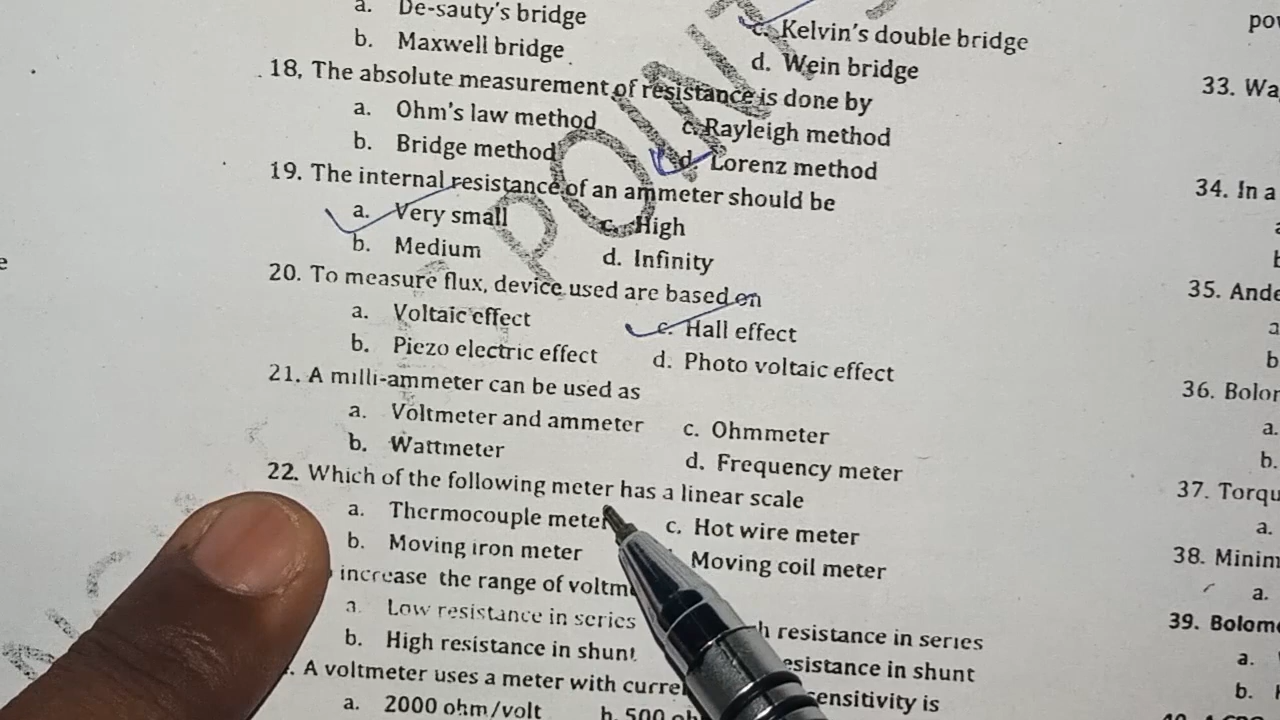 a. De-sauty's bridge
c. Kelvin's double bridge
b. Maxwell bridge
d. Wein bridge
18, The absolute measurement of resistance is done by
a. Ohm's law method
c. Rayleigh method
b. Bridge method
d. Lorenz method
19. The internal resistance of an ammeter should be
a. Very small
c. High
b. Medium
d. Infinity
20. To measure flux, device used are based on
a. Voltaic effect
c. Hall effect
b. Piezo electric effect
d. Photo voltaic effect
21. A milli-ammeter can be used as
a. Voltmeter and ammeter
c. Ohmmeter
b. Wattmeter
d. Frequency meter
22. Which of the following meter has a linear scale
a. Thermocouple meter
c. Hot wire meter
b. Moving iron meter
Moving coil meter
increase the range of voltm
a. Low resistance in series
h resistance in series
b. High resistance in shunt
esistance in shunt
A voltmeter uses a meter with curre
ensitivity is
a. 2000 ohm/volt
b. 500 oh
33. Wa
34. In a
35. Ande
a
b
36. Bolor
a.
b.
37. Torqu
a.
38. Minim
a.
39. Bolome
a.
b.
POINT